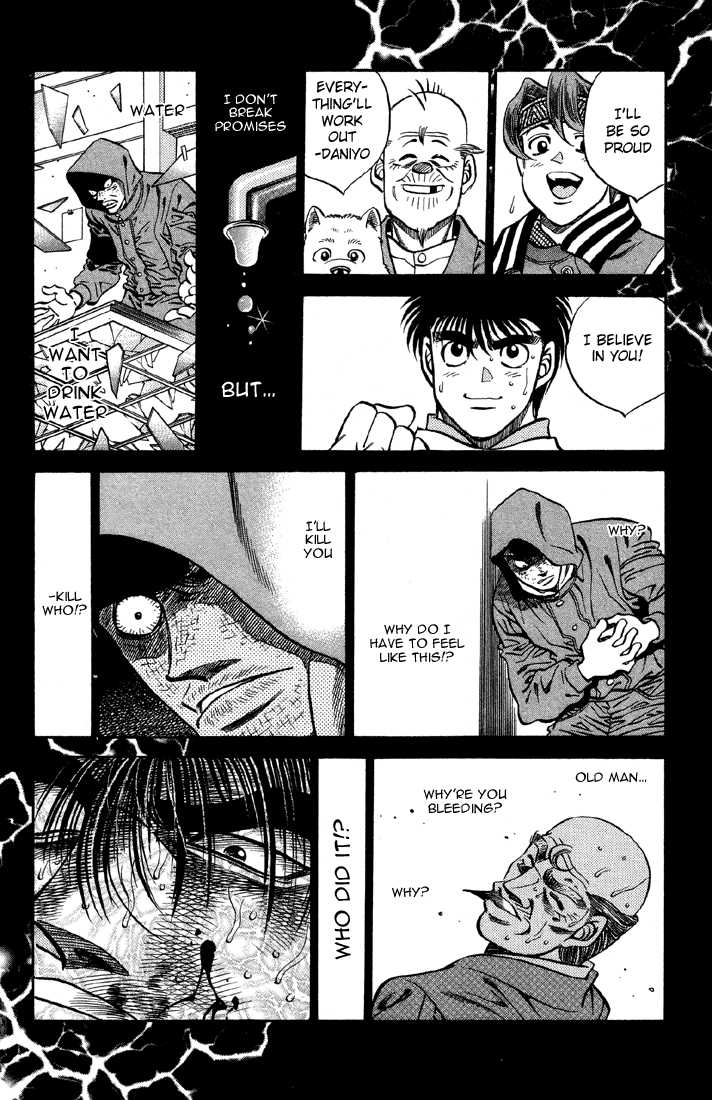 I'LL
BE SO
PROUD
EVERY-
THING'LL
WORK
OUT
-DANIYO
I DON'T
BREAK
PROMISES
BUT...
WATER
I
WANT
TO
DRINK
WATER
I BELIEVE
IN YOU!
WHY?
WHY DO I
HAVE TO FEEL
LIKE THIS!?
I'LL
KILL
YOU
-KILL
WHO!?
OLD MAN...
WHY'RE YOU
BLEEDING?
WHY?
WHO DID IT!?